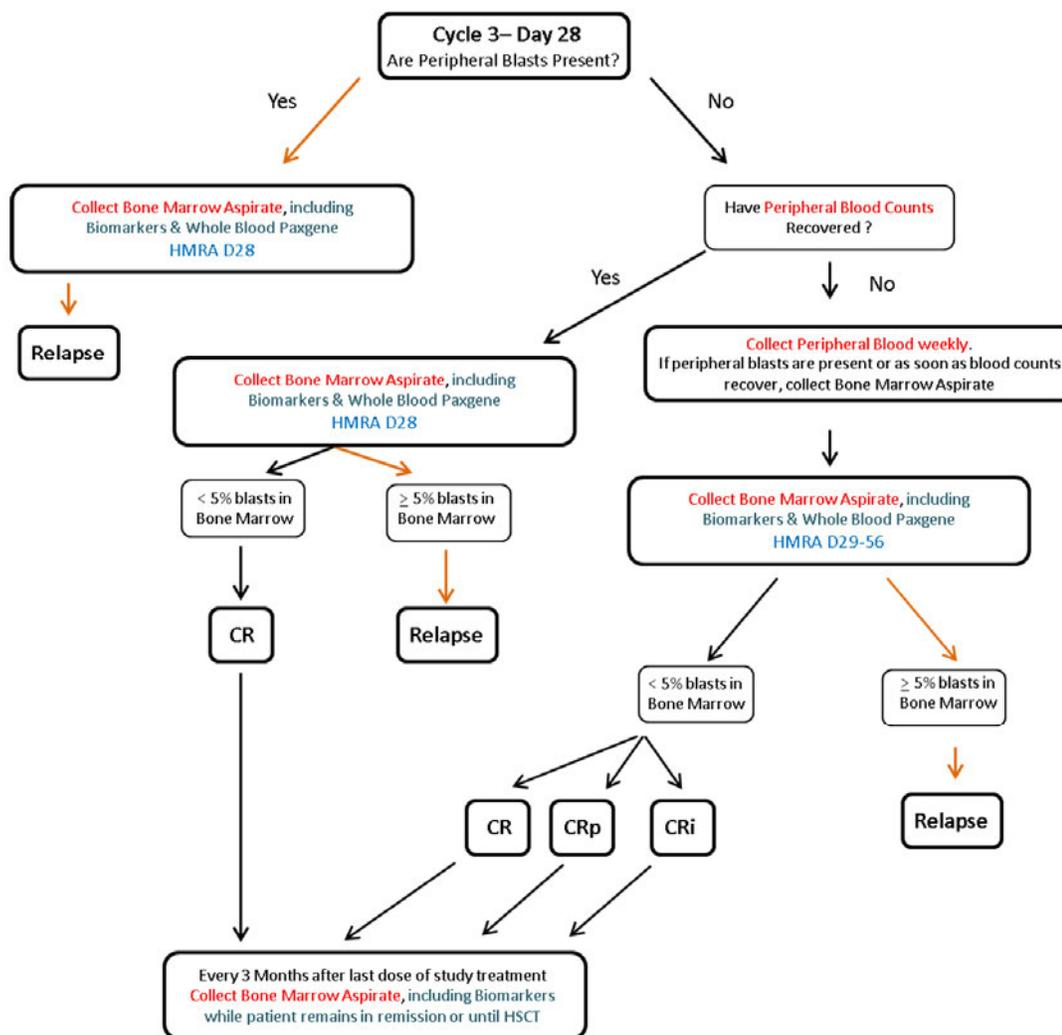 Cycle 3– Day 28
Are Peripheral Blasts Present?
Yes
No
Collect Bone Marrow Aspirate, including
Biomarkers & Whole Blood Paxgene
HMRA D28
Have Peripheral Blood Counts
Recovered ?
Relapse
Yes
No
Collect Peripheral Blood weekly.
If peripheral blasts are present or as soon as blood counts
recover, collect Bone Marrow Aspirate
Collect Bone Marrow Aspirate, including
Biomarkers & Whole Blood Paxgene
HMRA D28
< 5% blasts in
Bone Marrow
≥ 5% blasts in
Bone Marrow
Collect Bone Marrow Aspirate, including
Biomarkers & Whole Blood Paxgene
HMRA D29-56
CR
Relapse
< 5% blasts in
Bone Marrow
≥ 5% blasts in
Bone Marrow
CR
CRp
CRi
Relapse
Every 3 Months after last dose of study treatment
Collect Bone Marrow Aspirate, including Biomarkers
while patient remains in remission or until HSCT